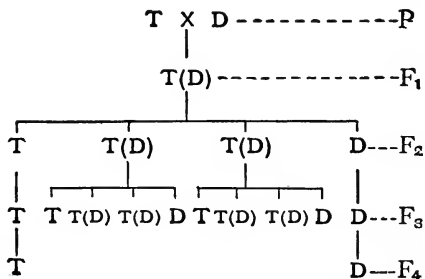 T X D P
T(D) F₁
T T(D) T(D) D F₂
T T T(D) T(D) D T T(D) T(D) D D F₃
T D F₄